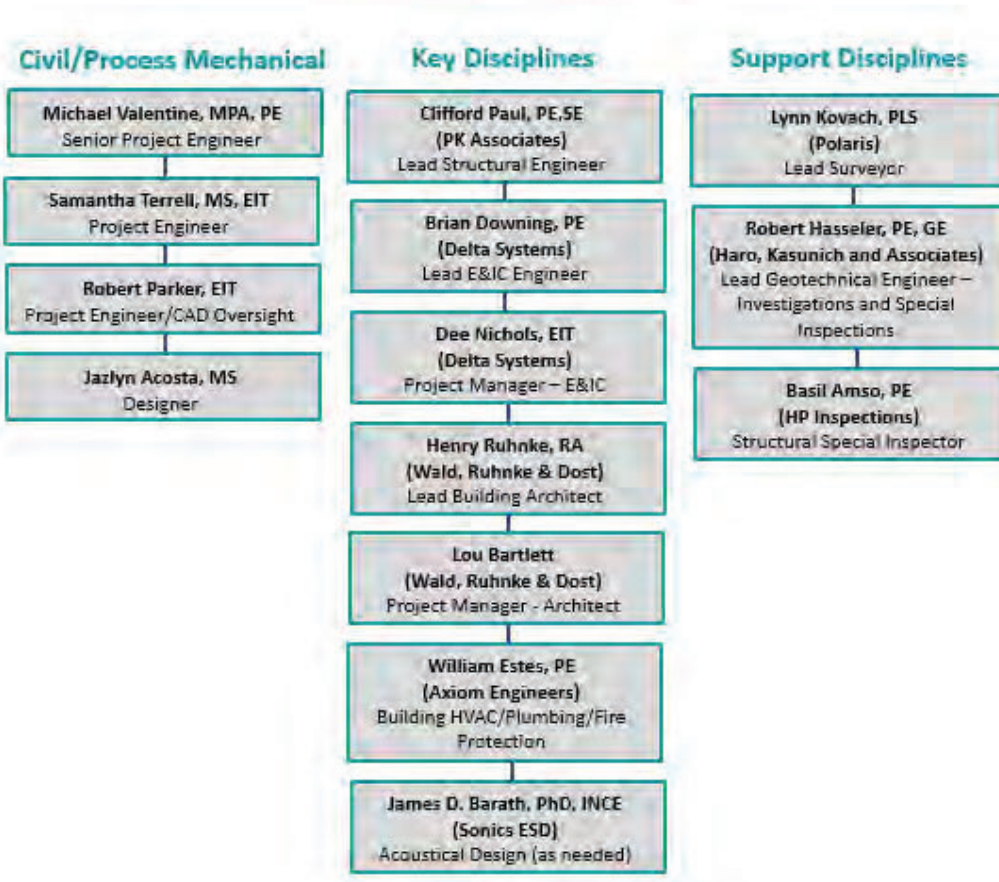 Civil/Process Mechanical
Michael Valentine, MPA, PE
Senior Project Engineer
Samantha Terrell, MS, EIT
Project Engineer
Robert Parker, EIT
Project Engineer/CAD Oversight
Jazlyn Acosta, MS
Designer
Key Disciplines
Clifford Paul, PE,SE
(PK Associates)
Lead Structural Engineer
Brian Downing, PE
(Delta Systems)
Lead E&IC Engineer
Dee Nichols, EIT
(Delta Systems)
Project Manager – E&IC
Henry Ruhnke, RA
(Wald, Ruhnke & Dost)
Lead Building Architect
Lou Bartlett
(Wald, Ruhnke & Dost)
Project Manager - Architect
William Estes, PE
(Axiom Engineers)
Building HVAC/Plumbing/Fire
Protection
James D. Barath, PhD, INCE
(Sonics ESD)
Acoustical Design (as needed)
Support Disciplines
Lynn Kovach, PLS
(Polaris)
Lead Surveyor
Robert Hasseler, PE, GE
(Haro, Kasunich and Associates)
Lead Geotechnical Engineer –
Investigations and Special
Inspections
Basil Amso, PE
(HP Inspections)
Structural Special Inspector